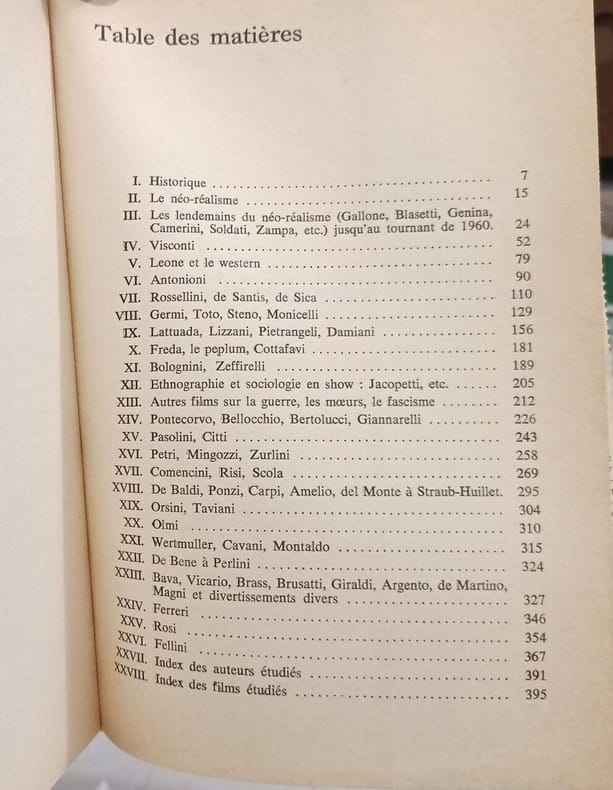 Table des matières
I. Historique 7
II. Le néo-réalisme 15
III. Les lendemains du néo-réalisme (Gallone, Blasetti, Genina,
Camerini, Soldati, Zampa, etc.) jusqu'au tournant de 1960. 24
IV. Visconti 52
V. Leone et le western 79
VI. Antonioni 90
VII. Rossellini, de Santis, de Sica 110
VIII. Germi, Toto, Steno, Monicelli 129
IX. Lattuada, Lizzani, Pietrangeli, Damiani 156
X. Freda, le peplum, Cottafavi 181
XI. Bolognini, Zeffirelli 189
XII. Ethnographie et sociologie en show : Jacopetti, etc. 205
XIII. Autres films sur la guerre, les mœurs, le fascisme 212
XIV. Pontecorvo, Bellocchio, Bertolucci, Giannarelli 226
XV. Pasolini, Citti 243
XVI. Petri, Mingozzi, Zurlini 258
XVII. Comencini, Risi, Scola 269
XVIII. De Baldi, Ponzi, Carpi, Amelio, del Monte à Straub-Huillet. 295
XIX. Orsini, Taviani 304
XX. Olmi 310
XXI. Wertmuller, Cavani, Montaldo 315
XXII. De Bene à Perlini 324
XXIII. Bava, Vicario, Brass, Brusatti, Giraldi, Argento, de Martino,
Magni et divertissements divers 327
XXIV. Ferreri 346
XXV. Rosi 354
XXVI. Fellini 367
XXVII. Index des auteurs étudiés 391
XXVIII. Index des films étudiés 395